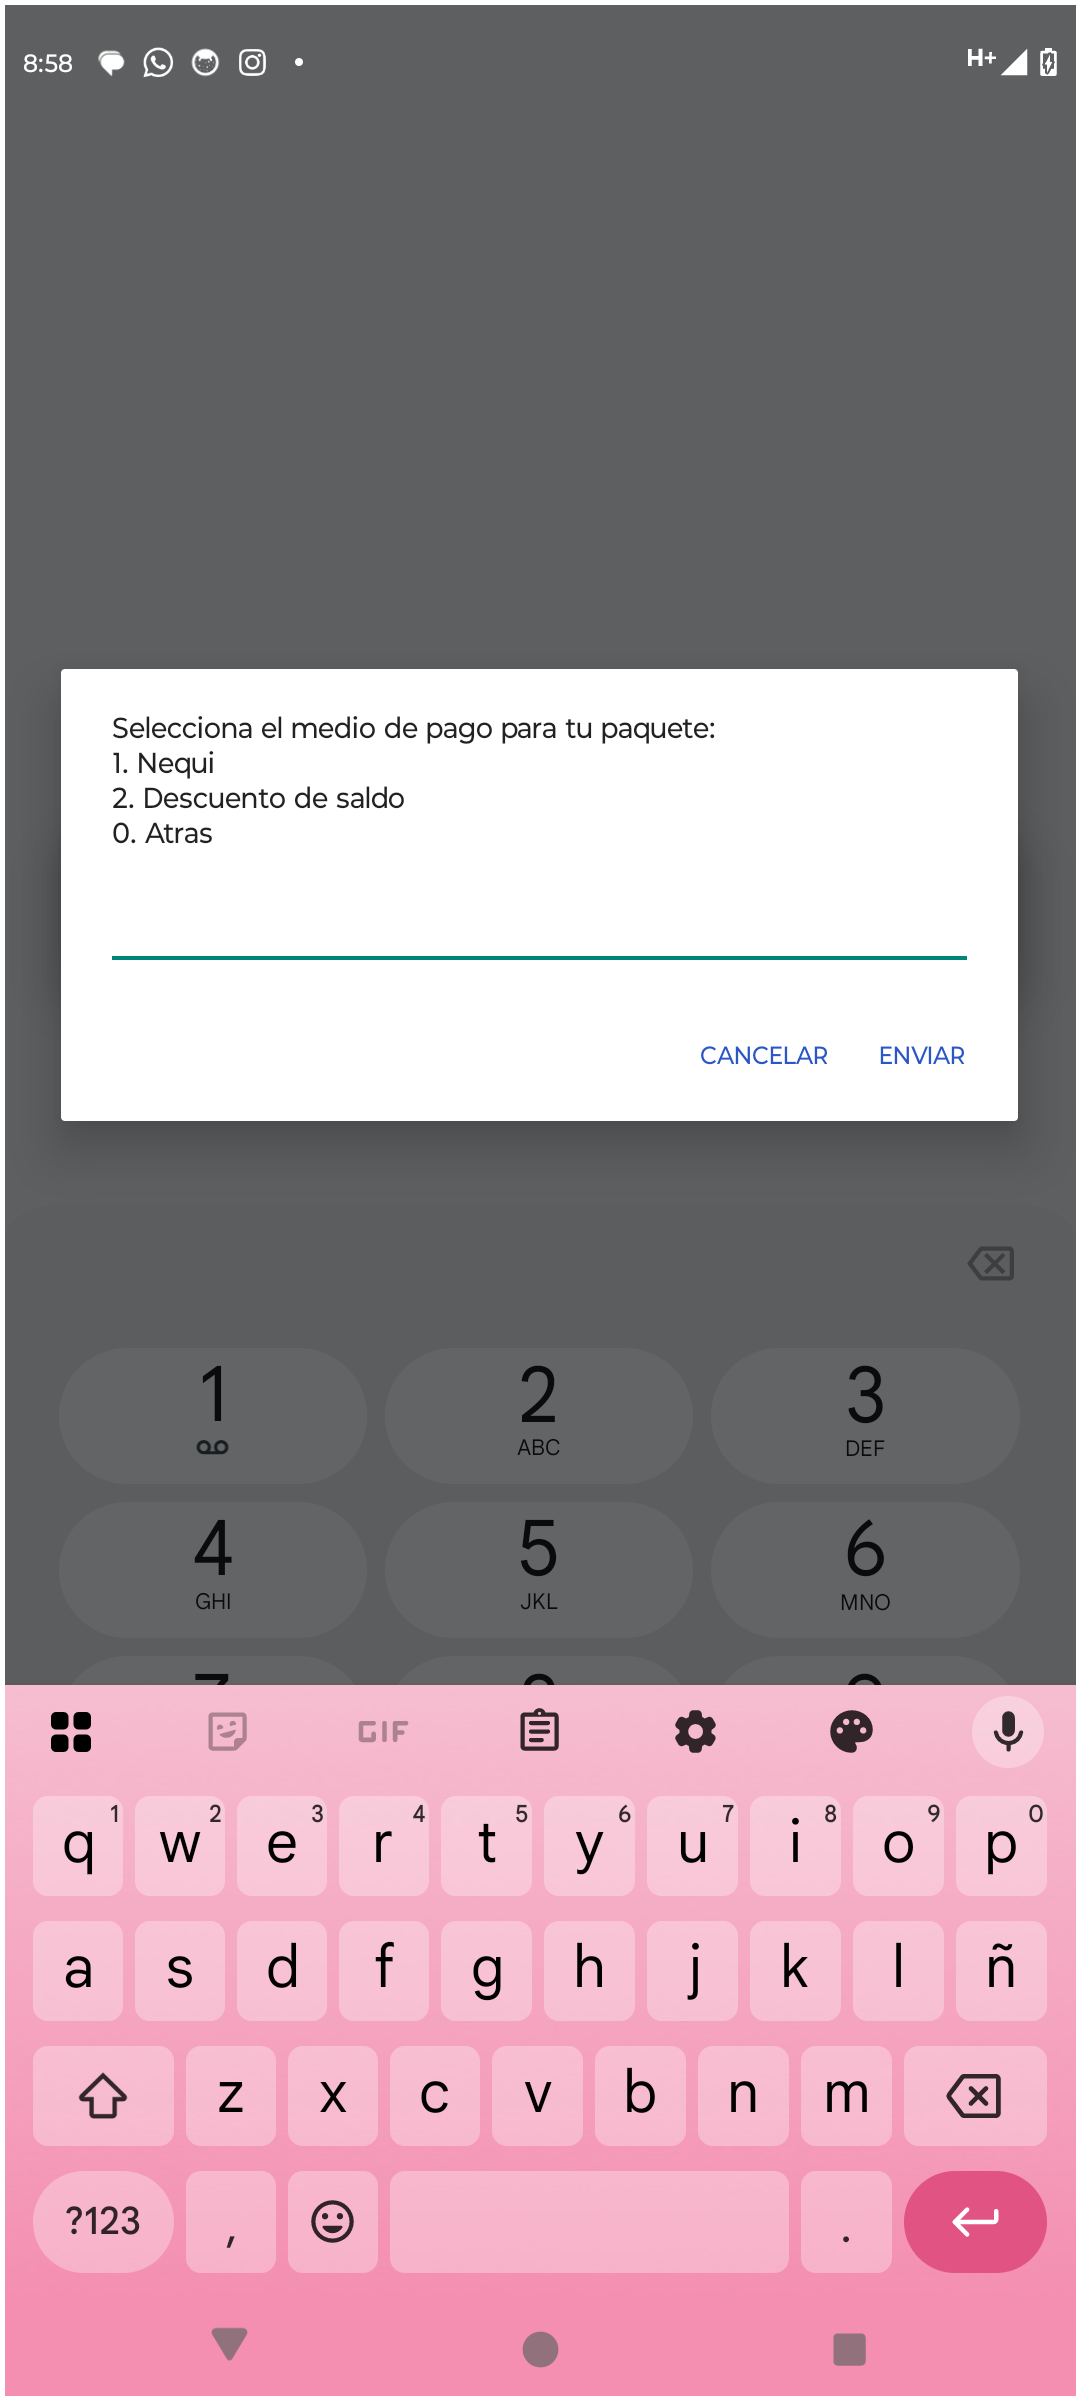 8:58
H+
Selecciona el medio de pago para tu paquete:
1. Nequi
2. Descuento de saldo
0. Atras
CANCELAR ENVIAR
1 2 3
ABC DEF
4 5 6
GHI JKL MNO
GIF
1 2 3 4 5 6 7 8 9 0
q w e r t y u i o p
a s d f g h j k l ñ
z x c v b n m
?123 , .